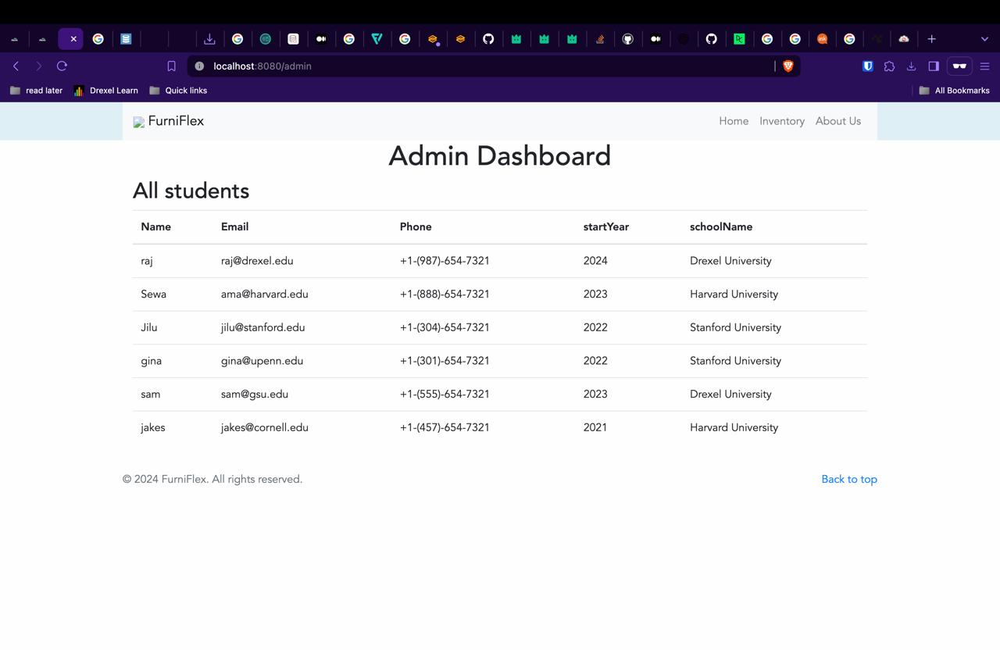 localhost:8080/admin
read later Drexel Learn Quick links All Bookmarks
FurniFlex Home Inventory About Us
Admin Dashboard
All students
Name Email Phone startYear schoolName
raj raj@drexel.edu +1-(987)-654-7321 2024 Drexel University
Sewa ama@harvard.edu +1-(888)-654-7321 2023 Harvard University
Jilu jilu@stanford.edu +1-(304)-654-7321 2022 Stanford University
gina gina@upenn.edu +1-(301)-654-7321 2022 Stanford University
sam sam@gsu.edu +1-(555)-654-7321 2023 Drexel University
jakes jakes@cornell.edu +1-(457)-654-7321 2021 Harvard University
© 2024 FurniFlex. All rights reserved. Back to top